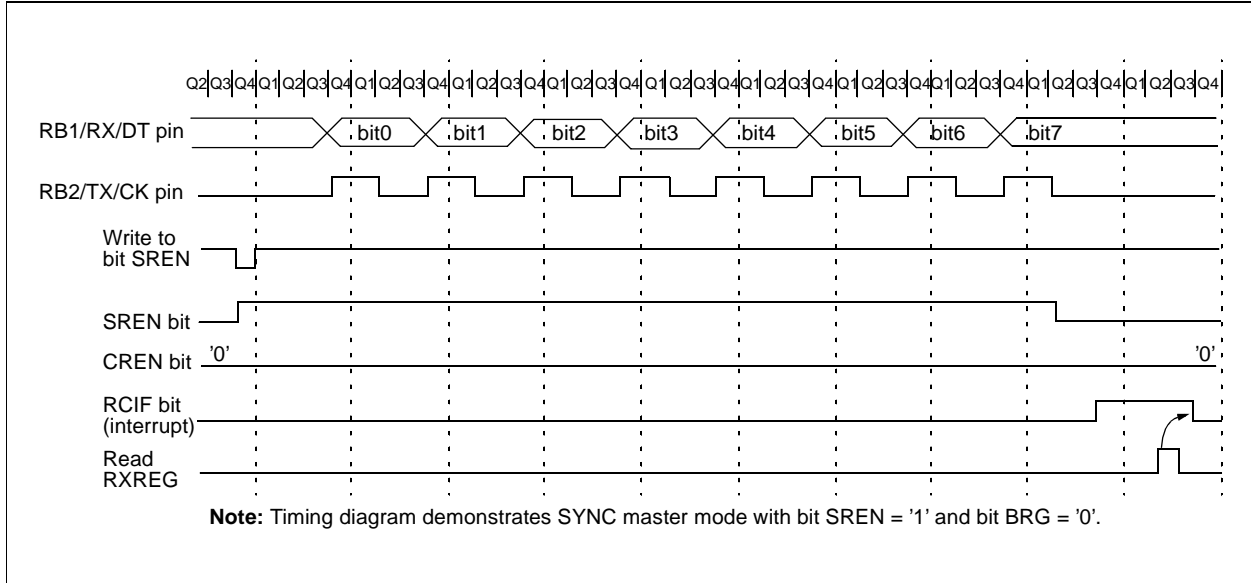 Q2 Q3 Q4 Q1 Q2 Q3 Q4 Q1 Q2 Q3 Q4 Q1 Q2 Q3 Q4 Q1 Q2 Q3 Q4 Q1 Q2 Q3 Q4 Q1 Q2 Q3 Q4 Q1 Q2 Q3 Q4 Q1 Q2 Q3 Q4 Q1 Q2 Q3 Q4 Q1 Q2 Q3 Q4
RB1/RX/DT pin bit0 bit1 bit2 bit3 bit4 bit5 bit6 bit7
RB2/TX/CK pin
Write to
bit SREN
SREN bit
CREN bit '0' '0'
RCIF bit
(interrupt)
Read
RXREG
Note: Timing diagram demonstrates SYNC master mode with bit SREN = '1' and bit BRG = '0'.